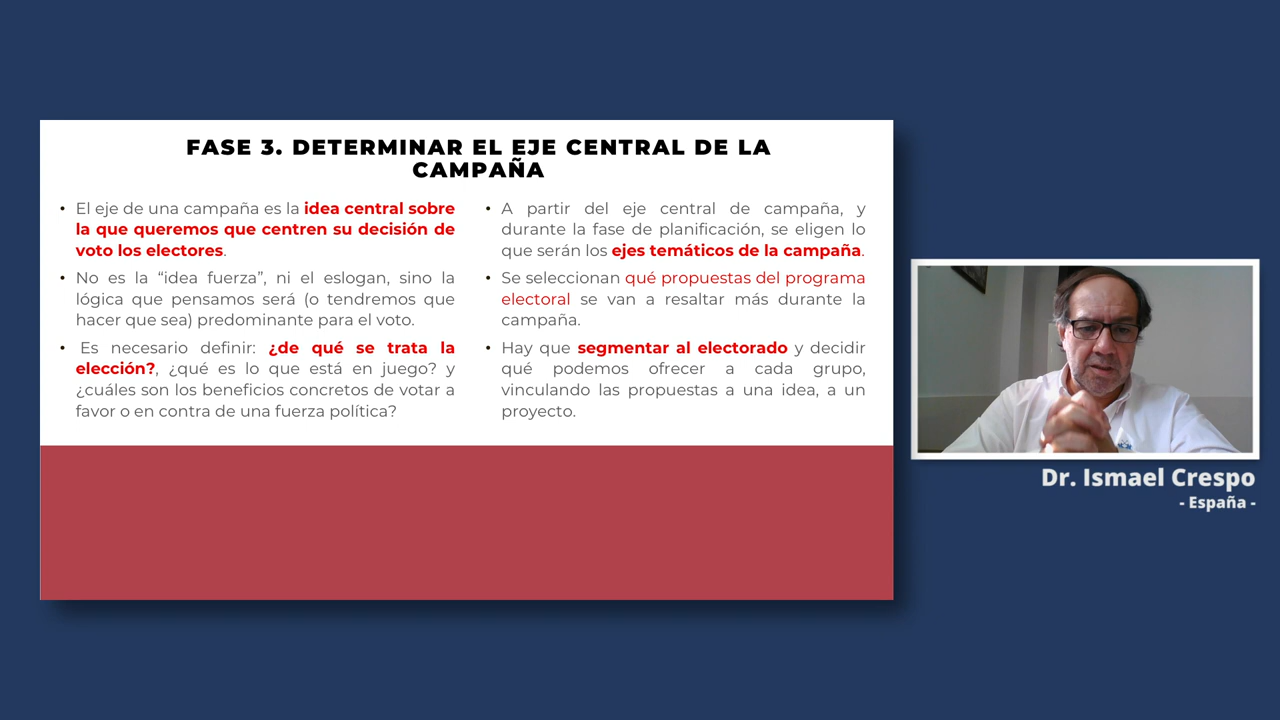 FASE 3. DETERMINAR EL EJE CENTRAL DE LA
CAMPAÑA
• El eje de una campaña es la idea central sobre
la que queremos que centren su decisión de
voto los electores.
• No es la “idea fuerza”, ni el eslogan, sino la
lógica que pensamos será (o tendremos que
hacer que sea) predominante para el voto.
• Es necesario definir: ¿de qué se trata la
elección?, ¿qué es lo que está en juego? y
¿cuáles son los beneficios concretos de votar a
favor o en contra de una fuerza política?
• A partir del eje central de campaña, y
durante la fase de planificación, se eligen lo
que serán los ejes temáticos de la campaña.
• Se seleccionan qué propuestas del programa
electoral se van a resaltar más durante la
campaña.
• Hay que segmentar al electorado y decidir
qué podemos ofrecer a cada grupo,
vinculando las propuestas a una idea, a un
proyecto.
Dr. Ismael Crespo
- España -